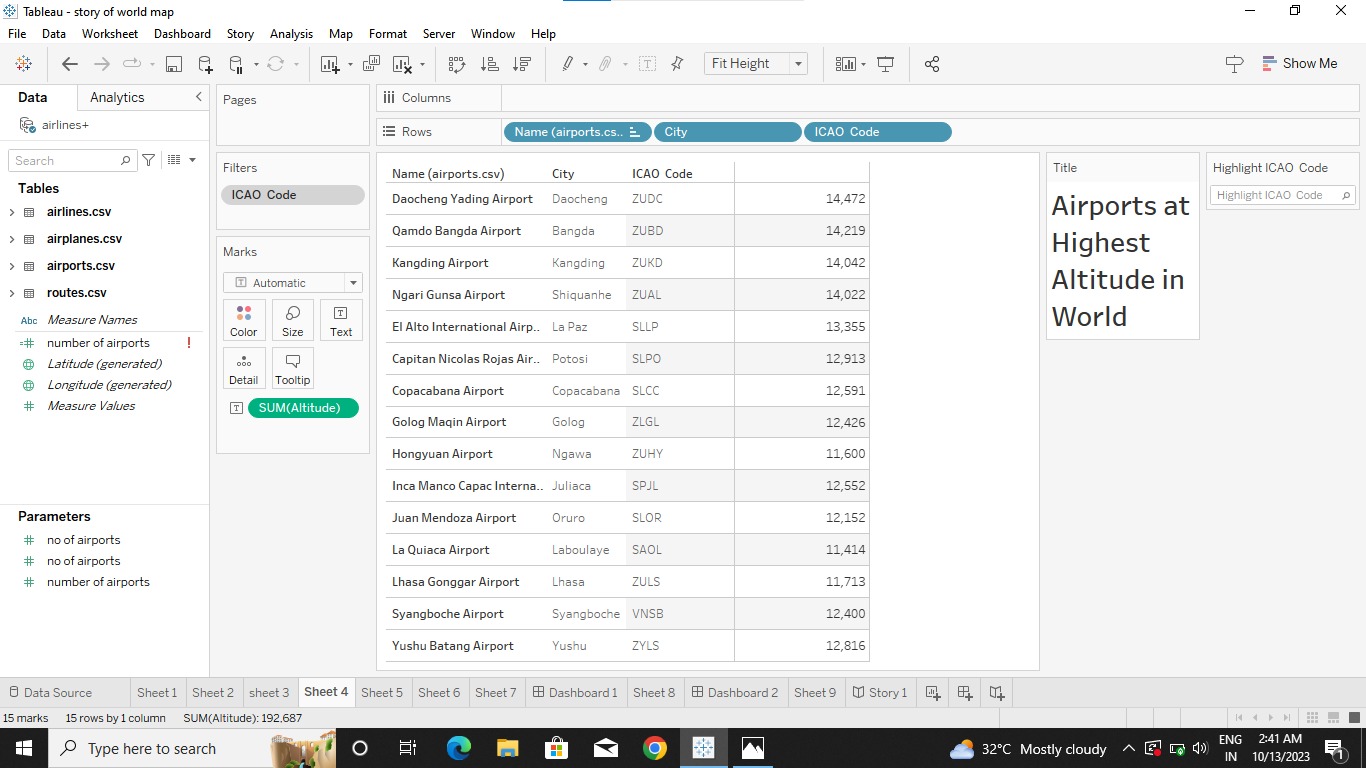 Tableau - story of world map
File Data Worksheet Dashboard Story Analysis Map Format Server Window Help
Fit Height
Show Me
Data Analytics
airlines+
Search
Tables
airlines.csv
airplanes.csv
airports.csv
routes.csv
Abc Measure Names
number of airports !
Latitude (generated)
Longitude (generated)
Measure Values
Parameters
no of airports
no of airports
number of airports
Pages
Filters
ICAO Code
Marks
Automatic
Color Size Text
Detail Tooltip
SUM(Altitude)
Columns
Rows Name (airports.cs.. City ICAO Code
Name (airports.csv) City ICAO Code
Daocheng Yading Airport Daocheng ZUDC 14,472
Qamdo Bangda Airport Bangda ZUBD 14,219
Kangding Airport Kangding ZUKD 14,042
Ngari Gunsa Airport Shiquanhe ZUAL 14,022
El Alto International Airp.. La Paz SLLP 13,355
Capitan Nicolas Rojas Air.. Potosi SLPO 12,913
Copacabana Airport Copacabana SLCC 12,591
Golog Maqin Airport Golog ZLGL 12,426
Hongyuan Airport Ngawa ZUHY 11,600
Inca Manco Capac Interna.. Juliaca SPJL 12,552
Juan Mendoza Airport Oruro SLOR 12,152
La Quiaca Airport Laboulaye SAOL 11,414
Lhasa Gonggar Airport Lhasa ZULS 11,713
Syangboche Airport Syangboche VNSB 12,400
Yushu Batang Airport Yushu ZYLS 12,816
Title
Airports at
Highest
Altitude in
World
Highlight ICAO Code
Highlight ICAO Code
Data Source Sheet 1 Sheet 2 sheet 3 Sheet 4 Sheet 5 Sheet 6 Sheet 7 Dashboard 1 Sheet 8 Dashboard 2 Sheet 9 Story 1
15 marks 15 rows by 1 column SUM(Altitude): 192,687
Type here to search
32°C Mostly cloudy
ENG
IN
2:41 AM
10/13/2023
1